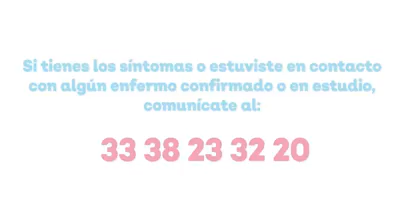 Si tienes los síntomas o estuviste en contacto
con algún enfermo confirmado o en estudio,
comunícate al:
33 38 23 32 20